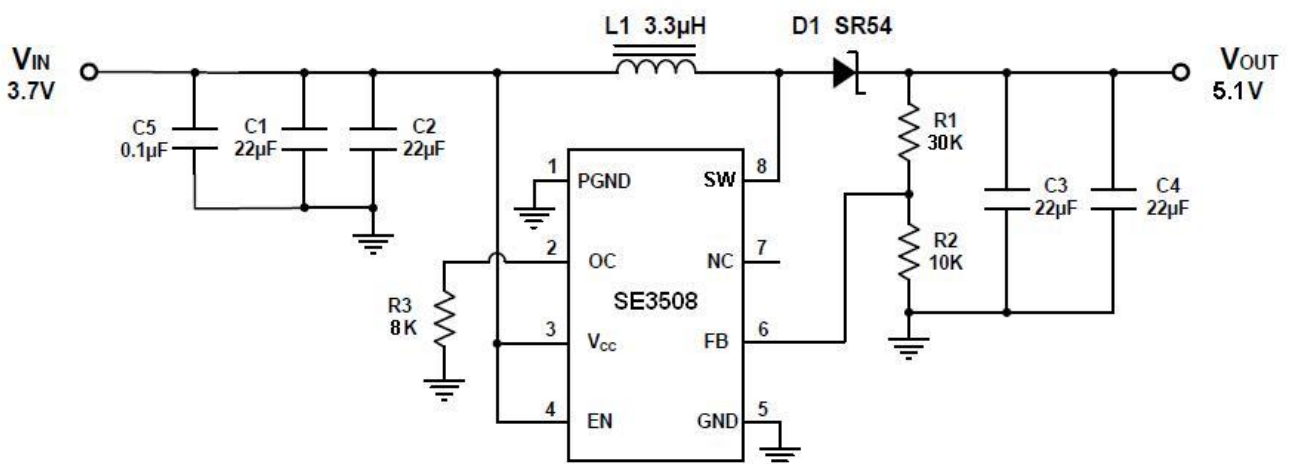 L1 3.3µH
D1 SR54
VIN
3.7V
VOUT
5.1V
C5
0.1µF
C1
22µF
C2
22µF
R1
30K
C3
22µF
C4
22µF
R2
10K
R3
8K
1
PGND
SW
8
2
OC
NC
7
SE3508
3
Vcc
FB
6
4
EN
GND
5